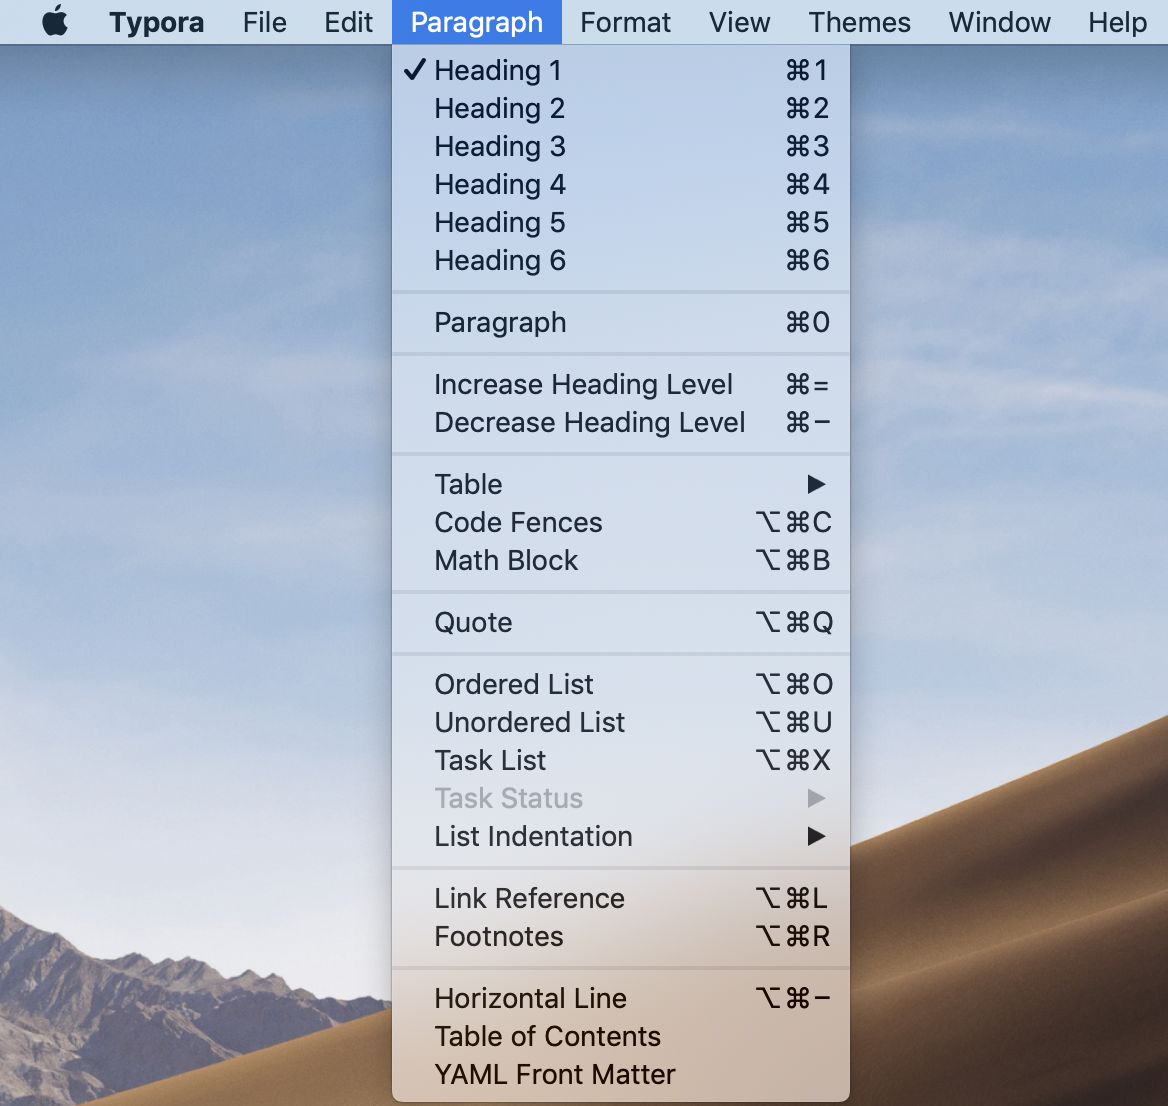 Typora File Edit Paragraph Format View Themes Window Help
✓ Heading 1 ⌘1
Heading 2 ⌘2
Heading 3 ⌘3
Heading 4 ⌘4
Heading 5 ⌘5
Heading 6 ⌘6
Paragraph ⌘0
Increase Heading Level ⌘=
Decrease Heading Level ⌘−
Table ▶
Code Fences ⌥⌘C
Math Block ⌥⌘B
Quote ⌥⌘Q
Ordered List ⌥⌘O
Unordered List ⌥⌘U
Task List ⌥⌘X
Task Status ▶
List Indentation ▶
Link Reference ⌥⌘L
Footnotes ⌥⌘R
Horizontal Line ⌥⌘−
Table of Contents
YAML Front Matter